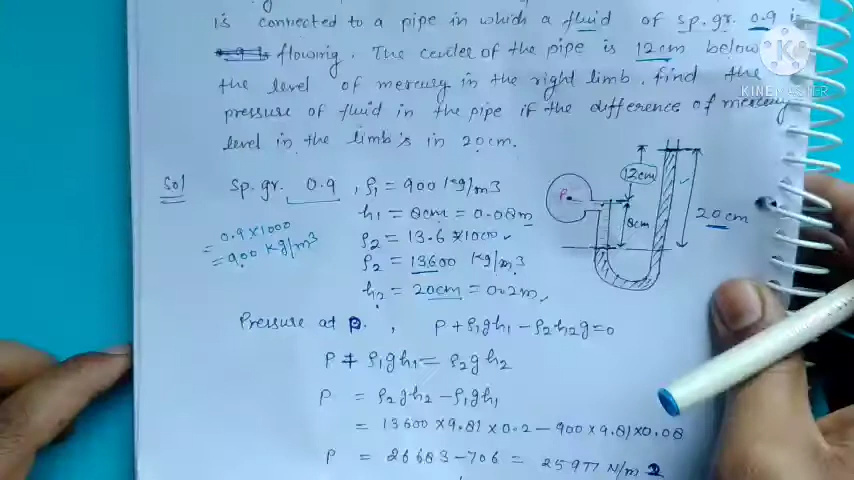 is connected to a pipe in which a fluid of sp.gr. 0.9 is
flowing. The center of the pipe is 12cm below
the level of mercury in the right limb. find the
pressure of fluid in the pipe if the difference of mercury
level in the limb's in 20cm.
KINEMASTER
Sol
sp. gr. 0.9 , ρ1 = 900 kg/m3
= 0.9 x 1000
= 900 kg/m3
h1 = 8cm = 0.08m
ρ2 = 13.6 x 1000
ρ2 = 13600 kg/m3
h2 = 20cm = 0.2m
12cm
P
8cm
20cm
Pressure at P. , P + ρ1gh1 - ρ2h2g = 0
P + ρ1gh1 = ρ2gh2
P = ρ2gh2 - ρ1gh1
= 13600 x 9.81 x 0.2 - 900 x 9.81 x 0.08
P = 26683 - 706 = 25977 N/m2